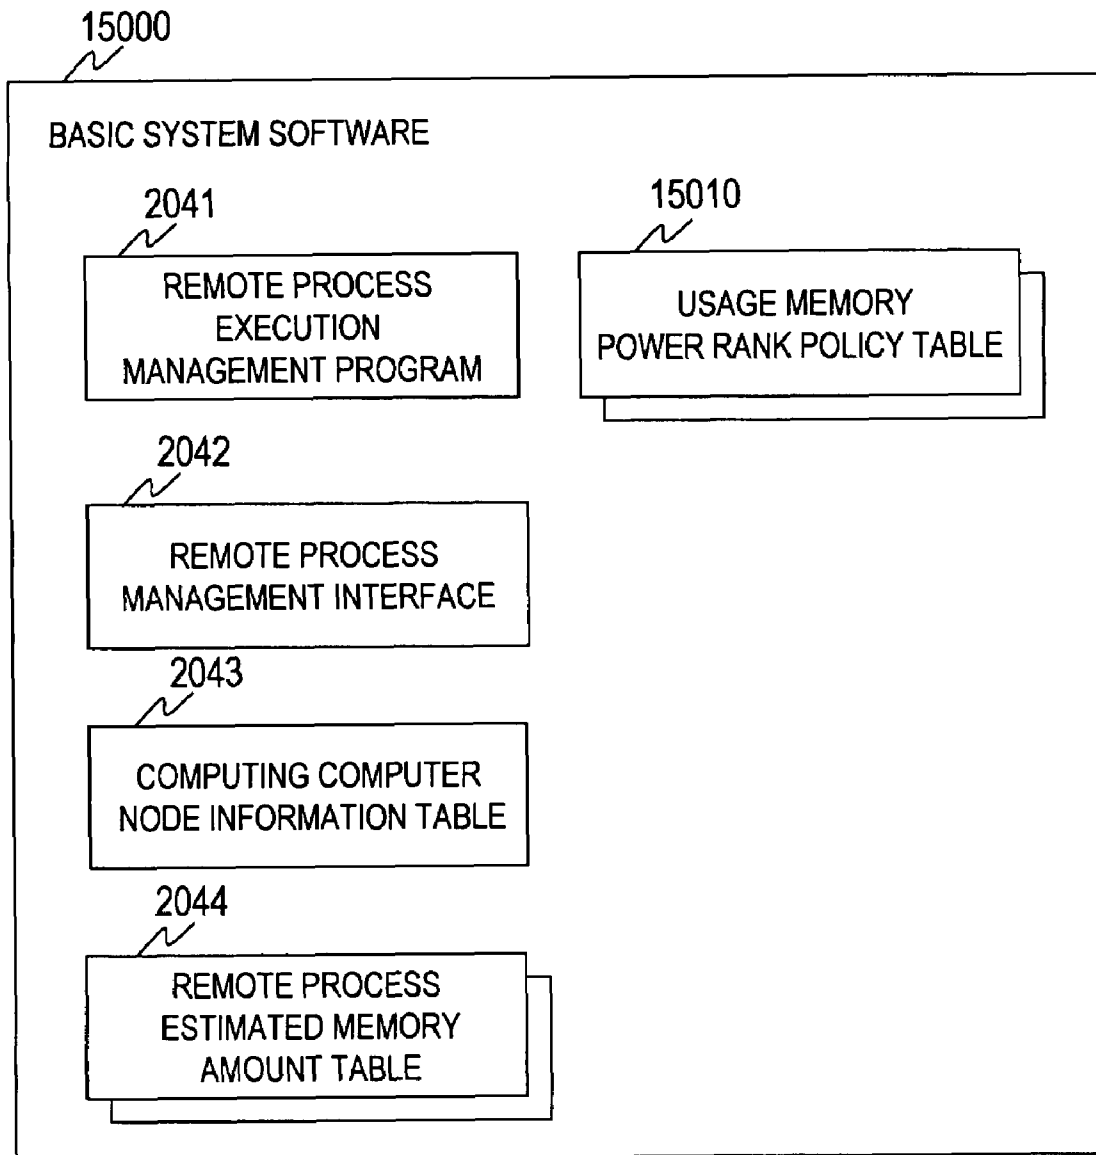 15000
BASIC SYSTEM SOFTWARE
2041
REMOTE PROCESS
EXECUTION
MANAGEMENT PROGRAM
15010
USAGE MEMORY
POWER RANK POLICY TABLE
2042
REMOTE PROCESS
MANAGEMENT INTERFACE
2043
COMPUTING COMPUTER
NODE INFORMATION TABLE
2044
REMOTE PROCESS
ESTIMATED MEMORY
AMOUNT TABLE